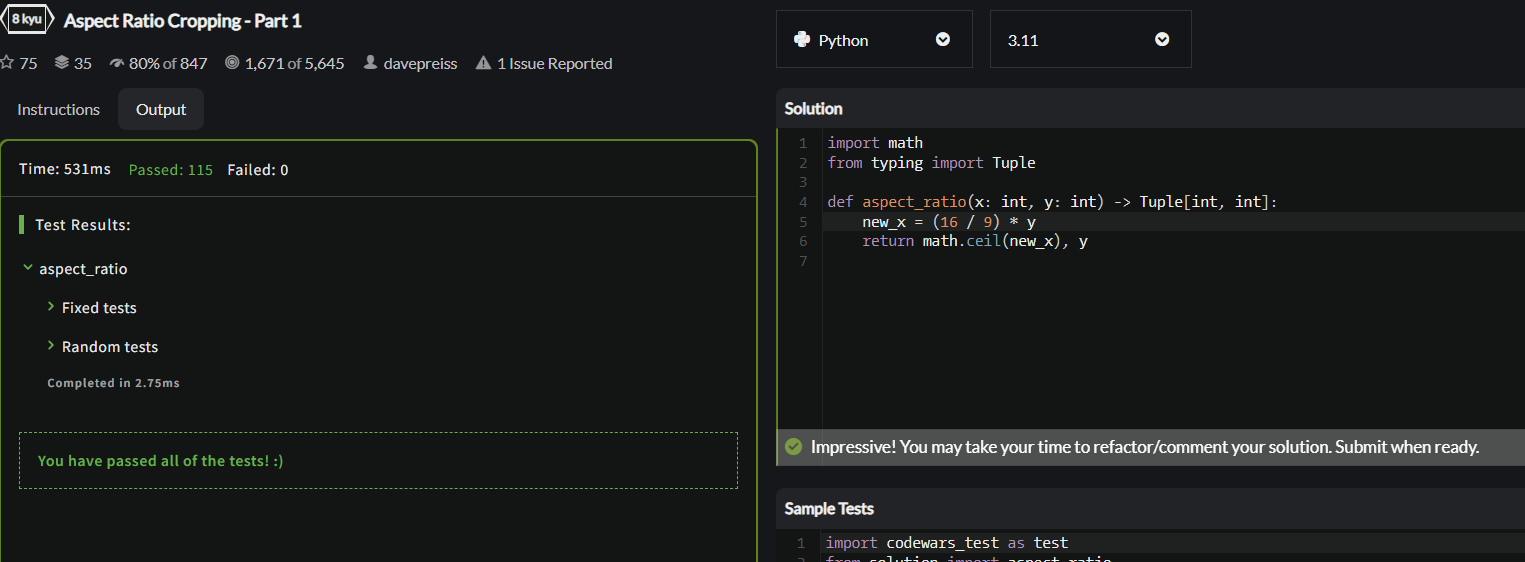 8 kyu Aspect Ratio Cropping - Part 1
75 35 80% of 847 1,671 of 5,645 davepreiss 1 Issue Reported
Instructions Output
Time: 531ms Passed: 115 Failed: 0
Test Results:
aspect_ratio
Fixed tests
Random tests
Completed in 2.75ms
You have passed all of the tests! :)
Python 3.11
Solution
1 import math
2 from typing import Tuple
3
4 def aspect_ratio(x: int, y: int) -> Tuple[int, int]:
5 new_x = (16 / 9) * y
6 return math.ceil(new_x), y
7
Impressive! You may take your time to refactor/comment your solution. Submit when ready.
Sample Tests
1 import codewars_test as test
from solution import aspect_ratio